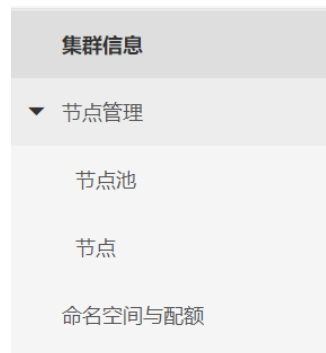 集群信息
节点管理
节点池
节点
命名空间与配额